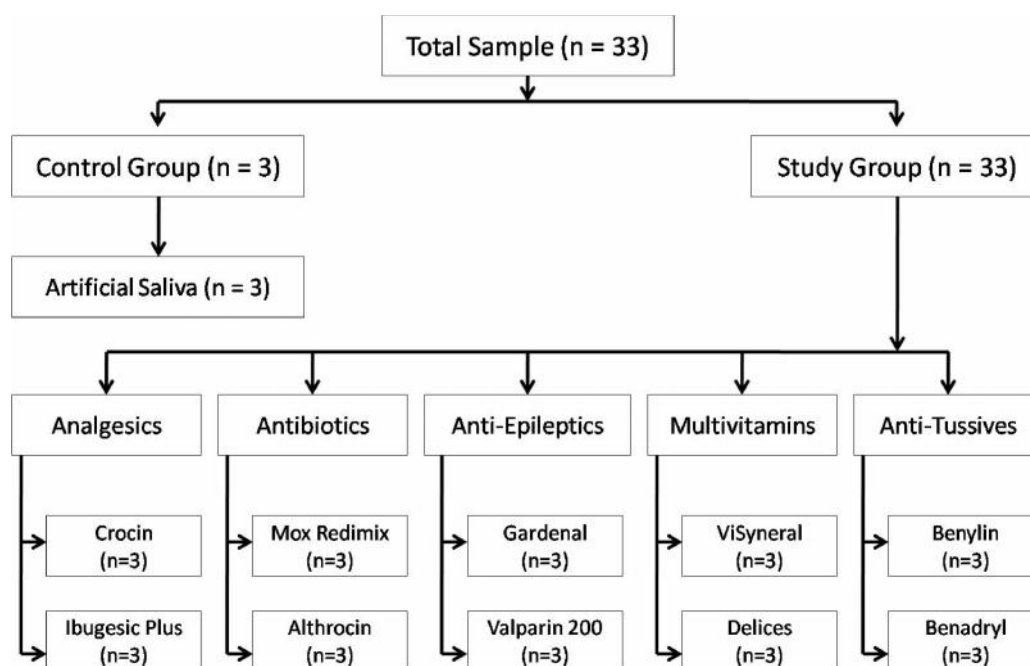 Total Sample (n = 33)
Control Group (n = 3)
Study Group (n = 33)
Artificial Saliva (n = 3)
Analgesics
Antibiotics
Anti-Epileptics
Multivitamins
Anti-Tussives
Crocin
(n=3)
Mox Redimix
(n=3)
Gardenal
(n=3)
ViSyneral
(n=3)
Benylin
(n=3)
Ibugesic Plus
(n=3)
Althrocin
(n=3)
Valparin 200
(n=3)
Delices
(n=3)
Benadryl
(n=3)